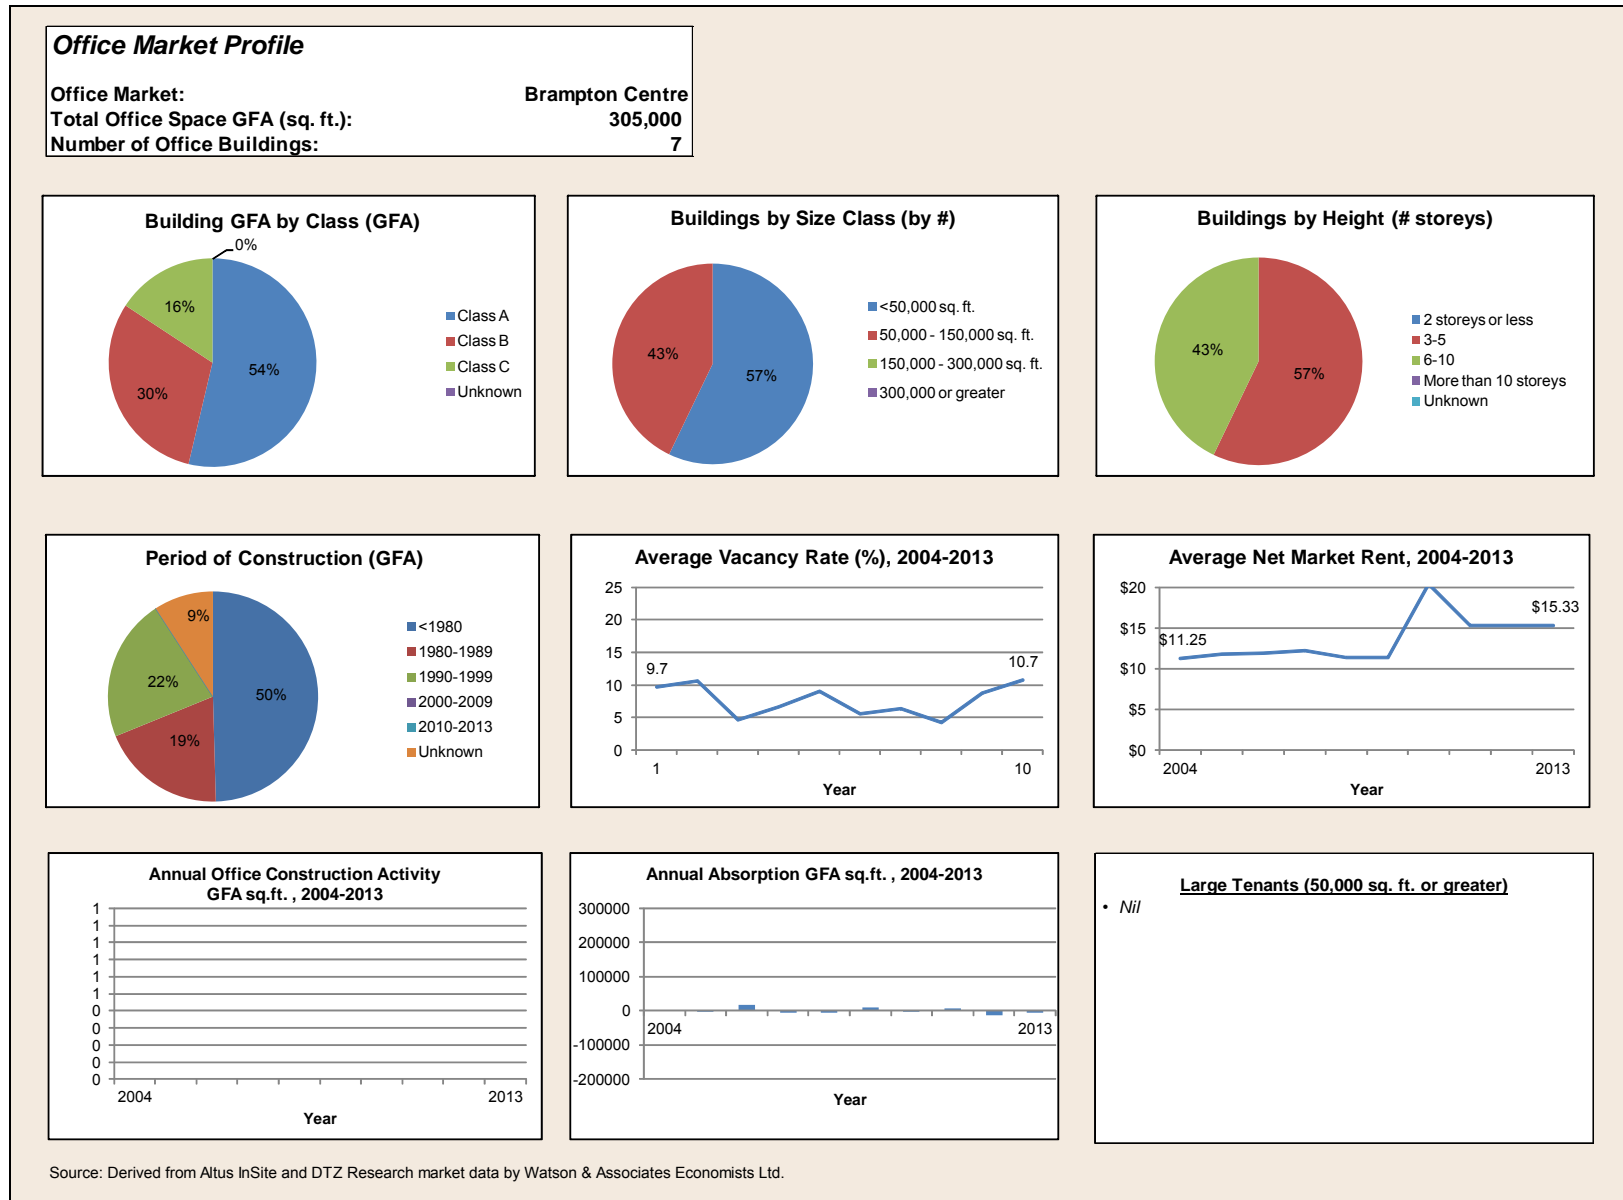 Office Market Profile
Office Market: Brampton Centre
Total Office Space GFA (sq. ft.): 305,000
Number of Office Buildings: 7
Building GFA by Class (GFA)
0%
16%
54%
30%
Class A
Class B
Class C
Unknown
Buildings by Size Class (by #)
43%
57%
<50,000 sq. ft.
50,000 - 150,000 sq. ft.
150,000 - 300,000 sq. ft.
300,000 or greater
Buildings by Height (# storeys)
43%
57%
2 storeys or less
3-5
6-10
More than 10 storeys
Unknown
Period of Construction (GFA)
9%
22%
50%
19%
<1980
1980-1989
1990-1999
2000-2009
2010-2013
Unknown
Average Vacancy Rate (%), 2004-2013
25
20
15
10
5
0
9.7
10.7
1
10
Year
Average Net Market Rent, 2004-2013
$20
$15
$10
$5
$0
$11.25
$15.33
2004
2013
Year
Annual Office Construction Activity
GFA sq.ft. , 2004-2013
1
1
1
1
1
1
0
0
0
0
0
2004
2013
Year
Annual Absorption GFA sq.ft. , 2004-2013
300000
200000
100000
0
-100000
-200000
2004
2013
Year
Large Tenants (50,000 sq. ft. or greater)
• Nil
Source: Derived from Altus InSite and DTZ Research market data by Watson & Associates Economists Ltd.